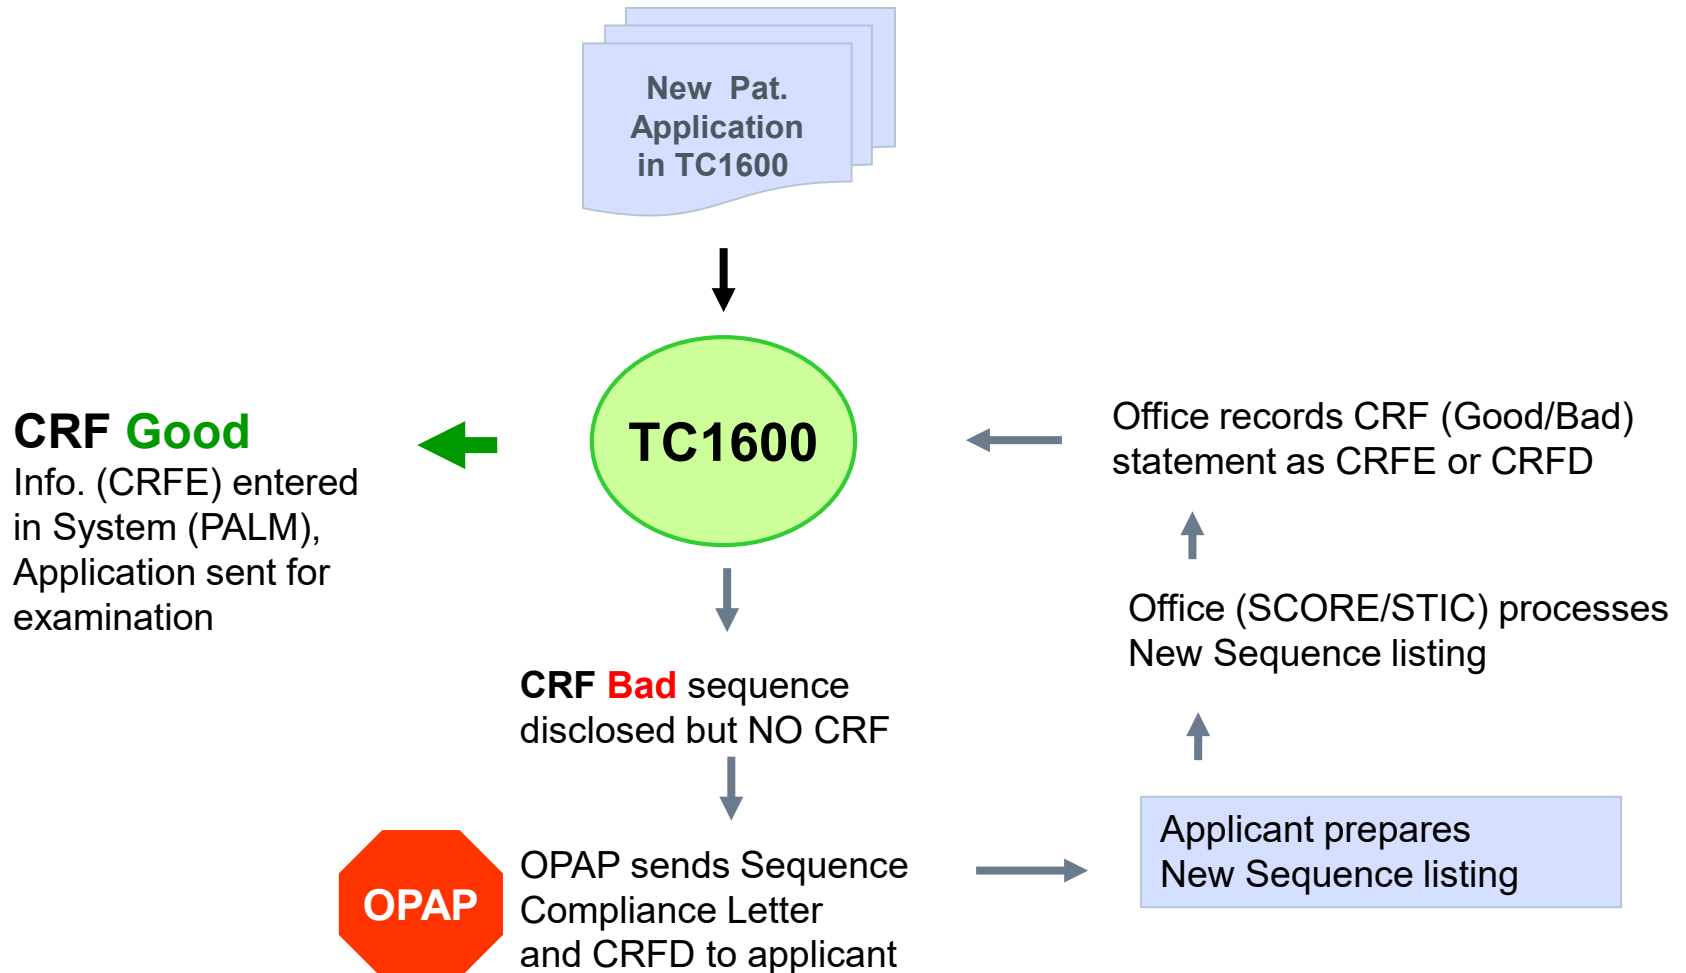 New Pat.
Application
in TC1600
TC1600
CRF Good
Info. (CRFE) entered
in System (PALM),
Application sent for
examination
CRF Bad sequence
disclosed but NO CRF
OPAP
OPAP sends Sequence
Compliance Letter
and CRFD to applicant
Applicant prepares
New Sequence listing
Office (SCORE/STIC) processes
New Sequence listing
Office records CRF (Good/Bad)
statement as CRFE or CRFD